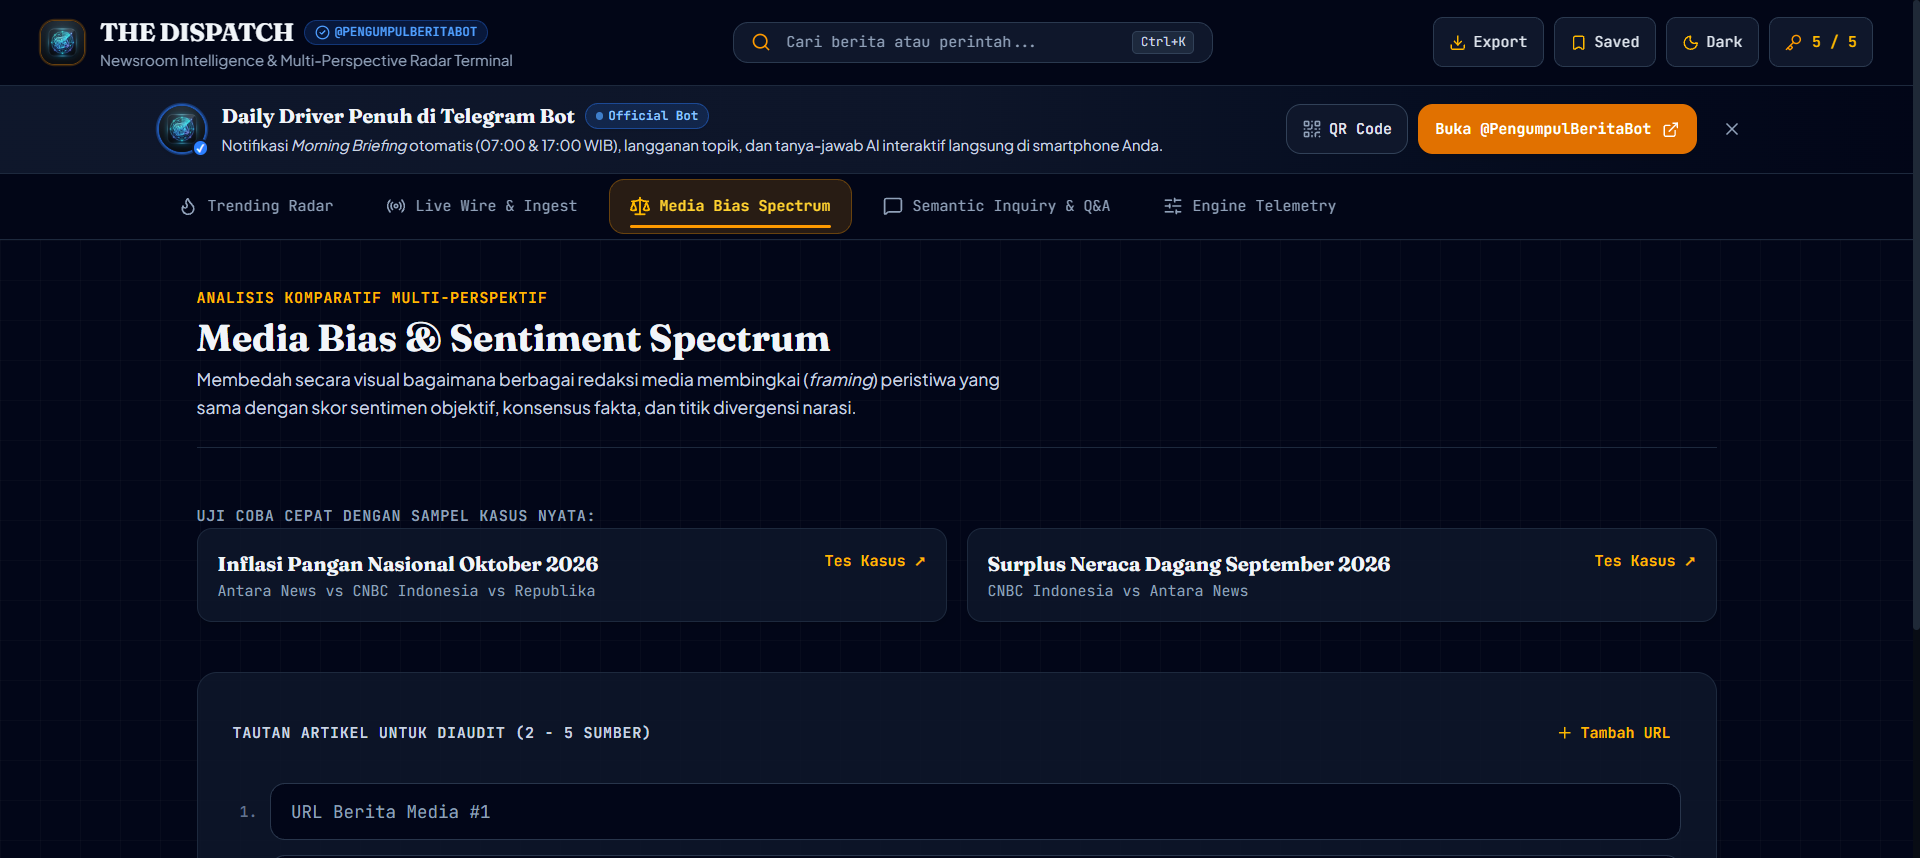 THE DISPATCH
@PENGUMPULBERITABOT
Newsroom Intelligence & Multi-Perspective Radar Terminal
Cari berita atau perintah...
Ctrl+K
Export
Saved
Dark
5 / 5
Daily Driver Penuh di Telegram Bot
Official Bot
Notifikasi Morning Briefing otomatis (07:00 & 17:00 WIB), langganan topik, dan tanya-jawab AI interaktif langsung di smartphone Anda.
QR Code
Buka @PengumpulBeritaBot
Trending Radar
Live Wire & Ingest
Media Bias Spectrum
Semantic Inquiry & Q&A
Engine Telemetry
ANALISIS KOMPARATIF MULTI-PERSPEKTIF
Media Bias & Sentiment Spectrum
Membedah secara visual bagaimana berbagai redaksi media membingkai (framing) peristiwa yang
sama dengan skor sentimen objektif, konsensus fakta, dan titik divergensi narasi.
UJI COBA CEPAT DENGAN SAMPEL KASUS NYATA:
Inflasi Pangan Nasional Oktober 2026
Tes Kasus ↗
Antara News vs CNBC Indonesia vs Republika
Surplus Neraca Dagang September 2026
Tes Kasus ↗
CNBC Indonesia vs Antara News
TAUTAN ARTIKEL UNTUK DIAUDIT (2 - 5 SUMBER)
+ Tambah URL
1.
URL Berita Media #1